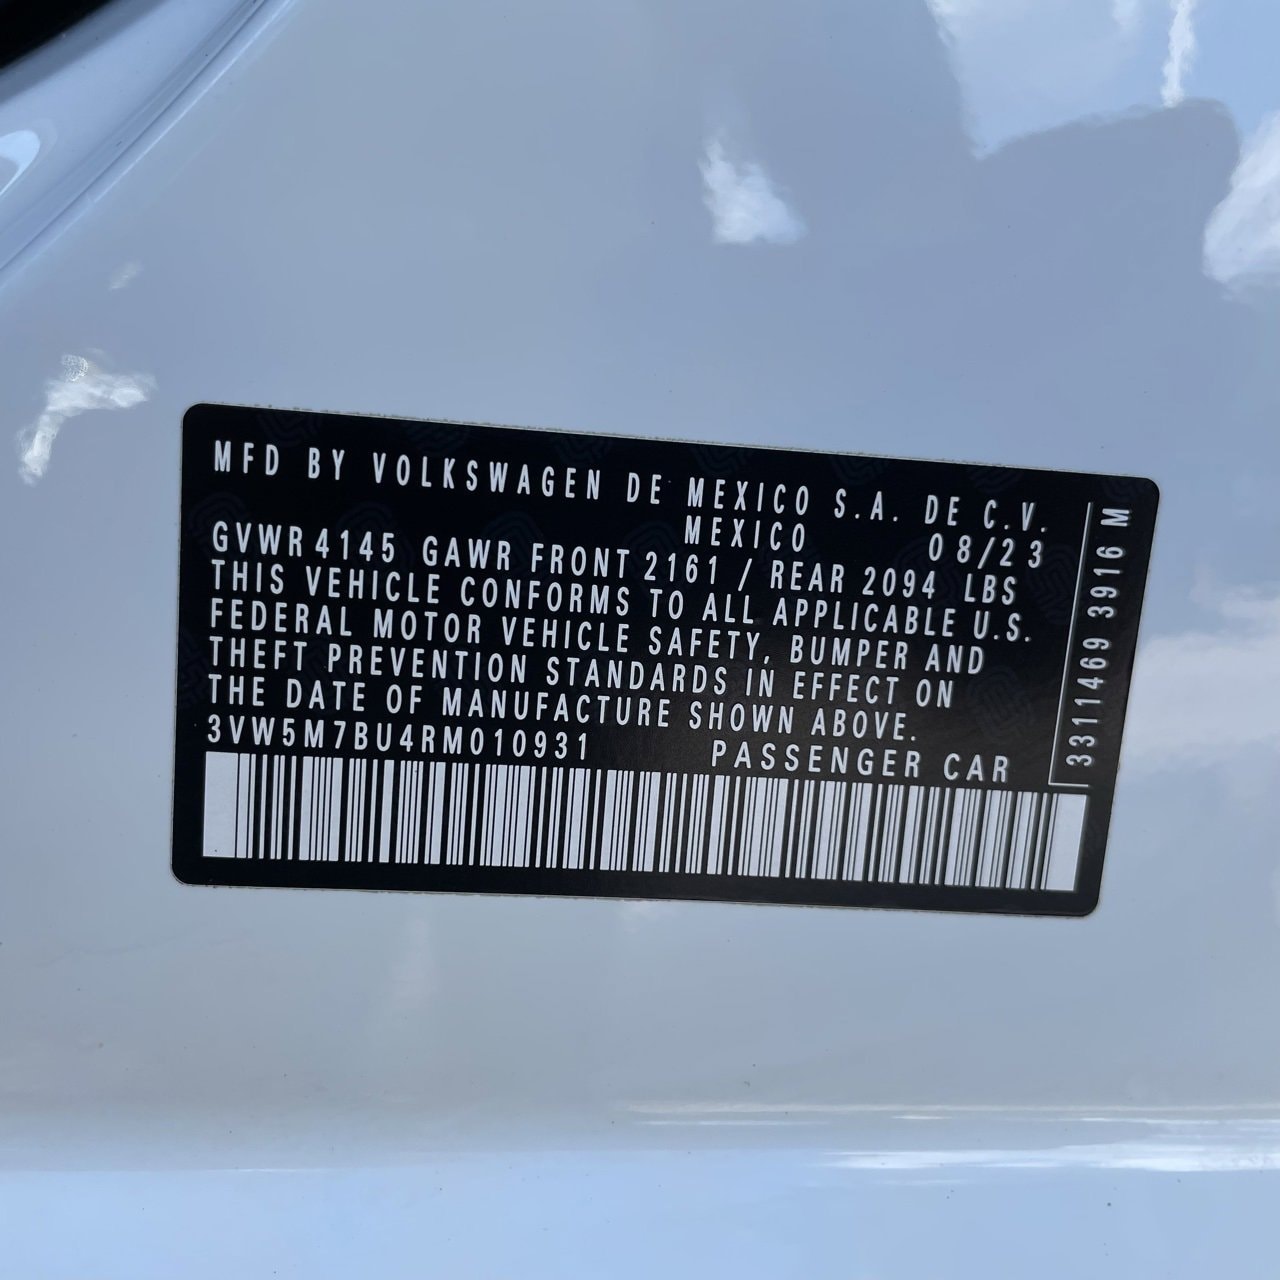 MFD BY VOLKSWAGEN DE MEXICO S.A. DE C.V.
MEXICO 08/23
GVWR 4145 GAWR FRONT 2161 / REAR 2094 LBS
THIS VEHICLE CONFORMS TO ALL APPLICABLE U.S.
FEDERAL MOTOR VEHICLE SAFETY, BUMPER AND
THEFT PREVENTION STANDARDS IN EFFECT ON
THE DATE OF MANUFACTURE SHOWN ABOVE.
3VW5M7BU4RM010931 PASSENGER CAR
3311469 3916 M